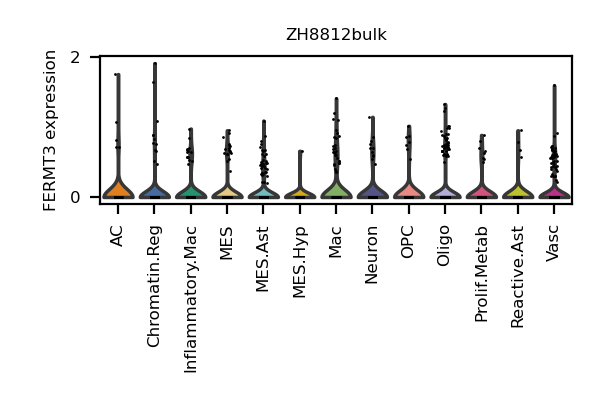 ZH8812bulk
FERMT3 expression
2
0
AC
Chromatin.Reg
Inflammatory.Mac
MES
MES.Ast
MES.Hyp
Mac
Neuron
OPC
Oligo
Prolif.Metab
Reactive.Ast
Vasc